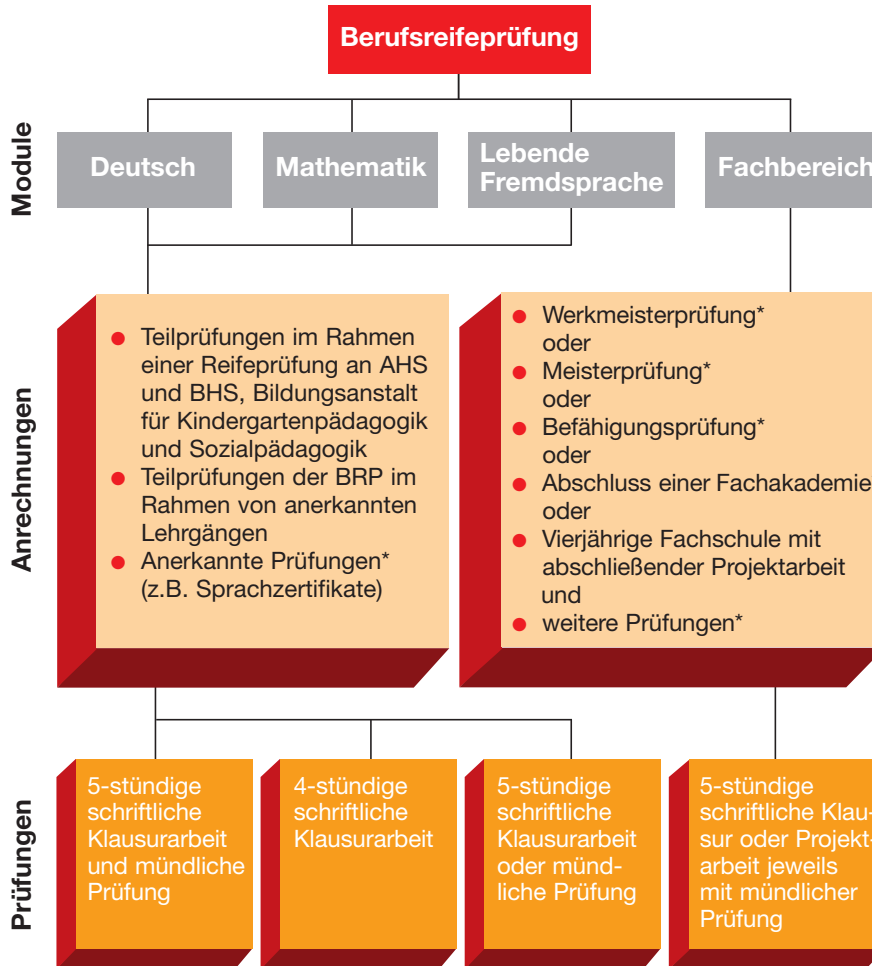 Berufsreifeprüfung
Module
Deutsch
Mathematik
Lebende
Fremdsprache
Fachbereich
Anrechnungen
● Teilprüfungen im Rahmen
einer Reifeprüfung an AHS
und BHS, Bildungsanstalt
für Kindergartenpädagogik
und Sozialpädagogik
● Teilprüfungen der BRP im
Rahmen von anerkannten
Lehrgängen
● Anerkannte Prüfungen*
(z.B. Sprachzertifikate)
● Werkmeisterprüfung*
oder
● Meisterprüfung*
oder
● Befähigungsprüfung*
oder
● Abschluss einer Fachakademie
oder
● Vierjährige Fachschule mit
abschließender Projektarbeit
und
● weitere Prüfungen*
Prüfungen
5-stündige
schriftliche
Klausurarbeit
und mündliche
Prüfung
4-stündige
schriftliche
Klausurarbeit
5-stündige
schriftliche
Klausurarbeit
oder münd-
liche Prüfung
5-stündige
schriftliche Klau-
sur oder Projekt-
arbeit jeweils
mit mündlicher
Prüfung